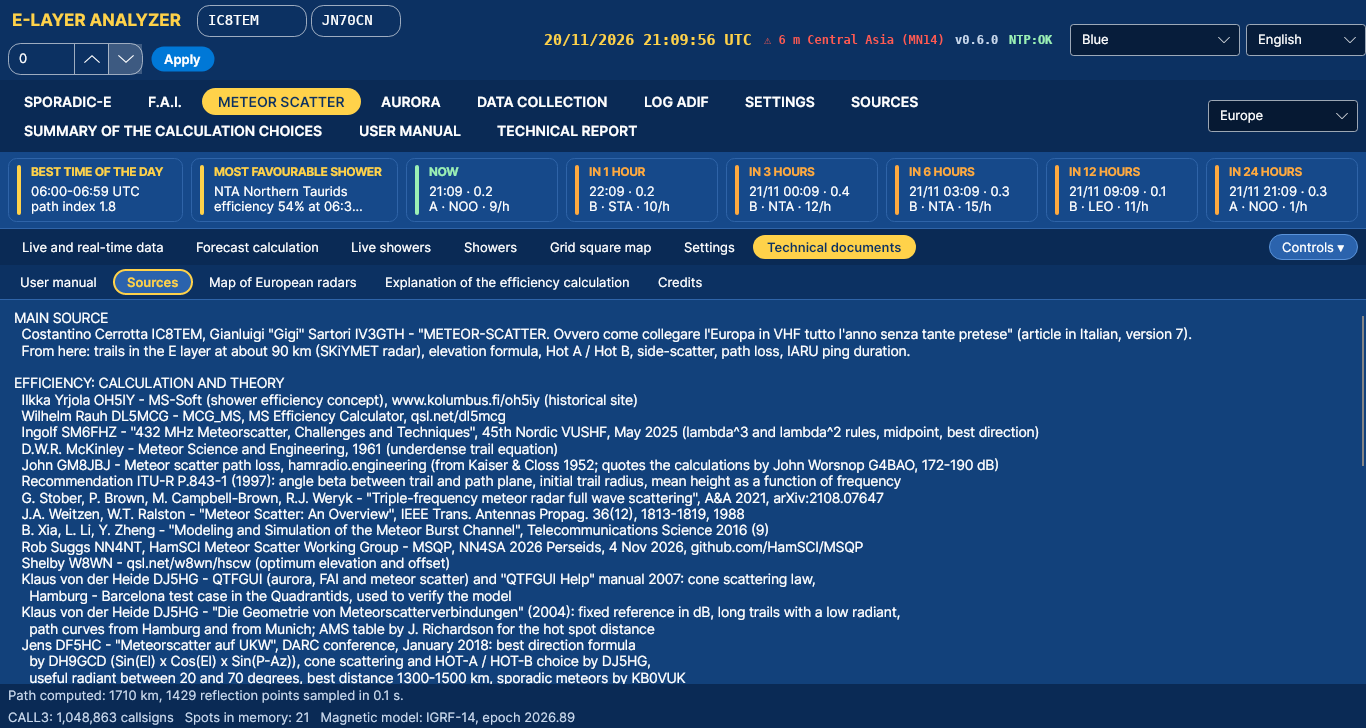 E-LAYER ANALYZER
IC8TEM
JN70CN
0
Apply
20/11/2026 21:09:56 UTC ⚠ 6 m Central Asia (MN14) v0.6.0 NTP:OK
Blue
English
SPORADIC-E F.A.I. METEOR SCATTER AURORA DATA COLLECTION LOG ADIF SETTINGS SOURCES
SUMMARY OF THE CALCULATION CHOICES USER MANUAL TECHNICAL REPORT
Europe
BEST TIME OF THE DAY
06:00-06:59 UTC
path index 1.8
MOST FAVOURABLE SHOWER
NTA Northern Taurids
efficiency 54% at 06:3...
NOW
21:09 · 0.2
A · NOO · 9/h
IN 1 HOUR
22:09 · 0.2
B · STA · 10/h
IN 3 HOURS
21/11 00:09 · 0.4
B · NTA · 12/h
IN 6 HOURS
21/11 03:09 · 0.3
B · NTA · 15/h
IN 12 HOURS
21/11 09:09 · 0.1
B · LEO · 11/h
IN 24 HOURS
21/11 21:09 · 0.3
A · NOO · 1/h
Live and real-time data Forecast calculation Live showers Showers Grid square map Settings Technical documents Controls ▾
User manual Sources Map of European radars Explanation of the efficiency calculation Credits
MAIN SOURCE
Costantino Cerrotta IC8TEM, Gianluigi "Gigi" Sartori IV3GTH - "METEOR-SCATTER. Ovvero come collegare l'Europa in VHF tutto l'anno senza tante pretese" (article in Italian, version 7).
From here: trails in the E layer at about 90 km (SKiYMET radar), elevation formula, Hot A / Hot B, side-scatter, path loss, IARU ping duration.
EFFICIENCY: CALCULATION AND THEORY
Ilkka Yrjola OH5IY - MS-Soft (shower efficiency concept), www.kolumbus.fi/oh5iy (historical site)
Wilhelm Rauh DL5MCG - MCG_MS, MS Efficiency Calculator, qsl.net/dl5mcg
Ingolf SM6FHZ - "432 MHz Meteorscatter, Challenges and Techniques", 45th Nordic VUSHF, May 2025 (lambda^3 and lambda^2 rules, midpoint, best direction)
D.W.R. McKinley - Meteor Science and Engineering, 1961 (underdense trail equation)
John GM8JBJ - Meteor scatter path loss, hamradio.engineering (from Kaiser & Closs 1952; quotes the calculations by John Worsnop G4BAO, 172-190 dB)
Recommendation ITU-R P.843-1 (1997): angle beta between trail and path plane, initial trail radius, mean height as a function of frequency
G. Stober, P. Brown, M. Campbell-Brown, R.J. Weryk - "Triple-frequency meteor radar full wave scattering", A&A 2021, arXiv:2108.07647
J.A. Weitzen, W.T. Ralston - "Meteor Scatter: An Overview", IEEE Trans. Antennas Propag. 36(12), 1813-1819, 1988
B. Xia, L. Li, Y. Zheng - "Modeling and Simulation of the Meteor Burst Channel", Telecommunications Science 2016 (9)
Rob Suggs NN4NT, HamSCI Meteor Scatter Working Group - MSQP, NN4SA 2026 Perseids, 4 Nov 2026, github.com/HamSCI/MSQP
Shelby W8WN - qsl.net/w8wn/hscw (optimum elevation and offset)
Klaus von der Heide DJ5HG - QTFGUI (aurora, FAI and meteor scatter) and "QTFGUI Help" manual 2007: cone scattering law,
Hamburg - Barcelona test case in the Quadrantids, used to verify the model
Klaus von der Heide DJ5HG - "Die Geometrie von Meteorscatterverbindungen" (2004): fixed reference in dB, long trails with a low radiant,
path curves from Hamburg and from Munich; AMS table by J. Richardson for the hot spot distance
Jens DF5HC - "Meteorscatter auf UKW", DARC conference, January 2018: best direction formula
by DH9GCD (Sin(El) x Cos(El) x Sin(P-Az)), cone scattering and HOT-A / HOT-B choice by DJ5HG,
useful radiant between 20 and 70 degrees, best distance 1300-1500 km, sporadic meteors by KB0VUK
Path computed: 1710 km, 1429 reflection points sampled in 0.1 s.
CALL3: 1,048,863 callsigns Spots in memory: 21 Magnetic model: IGRF-14, epoch 2026.89